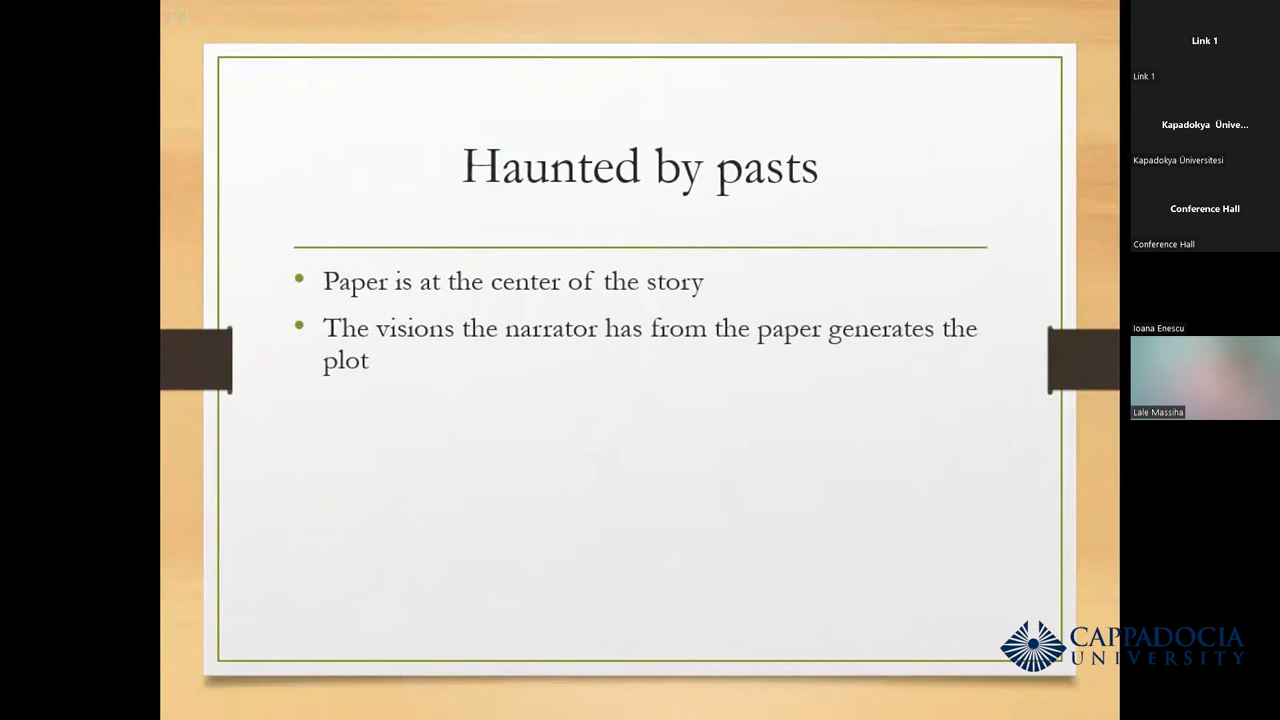 Haunted by pasts
Paper is at the center of the story
The visions the narrator has from the paper generates the
plot
Link 1
Link 1
Kapadokya Ünive...
Kapadokya Üniversitesi
Conference Hall
Conference Hall
Ioana Enescu
Lale Massiha
CAPPADOCIA
UNIVERSITY